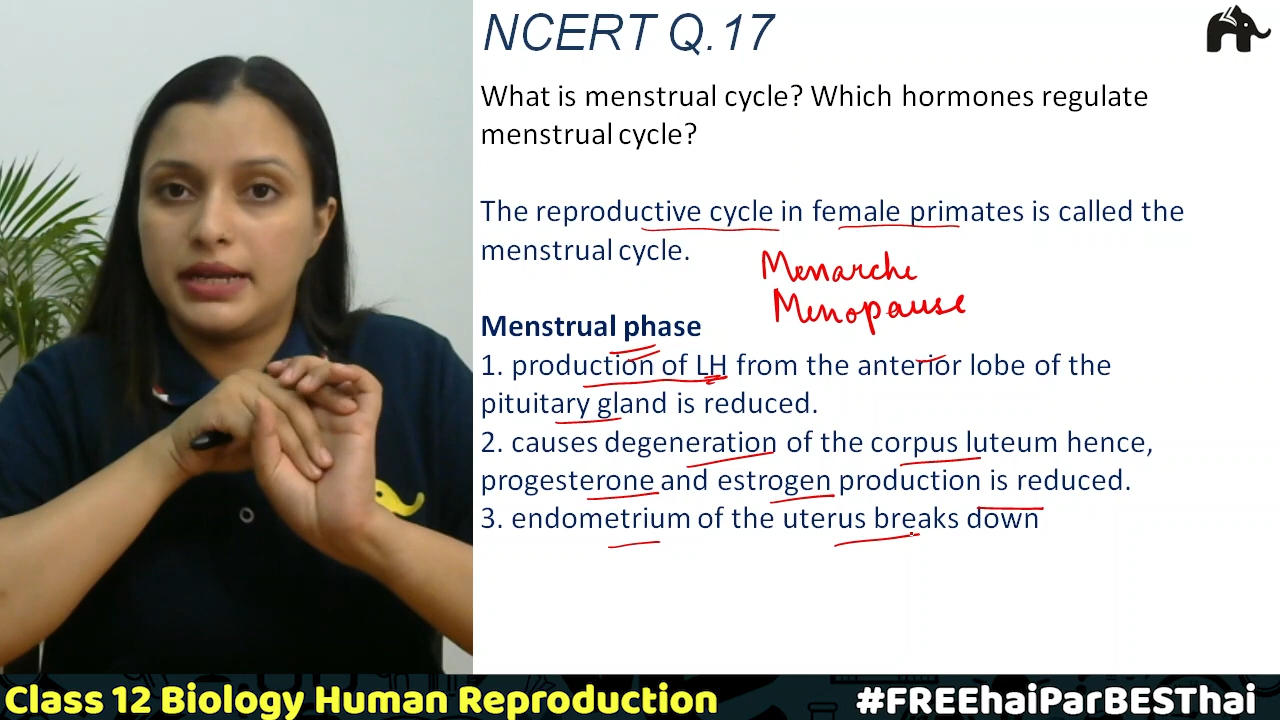 NCERT Q.17
What is menstrual cycle? Which hormones regulate
menstrual cycle?
The reproductive cycle in female primates is called the
menstrual cycle.
Menarche
Menopause
Menstrual phase
1. production of LH from the anterior lobe of the
pituitary gland is reduced.
2. causes degeneration of the corpus luteum hence,
progesterone and estrogen production is reduced.
3. endometrium of the uterus breaks down
Class 12 Biology Human Reproduction
#FREEhaiParBESThai